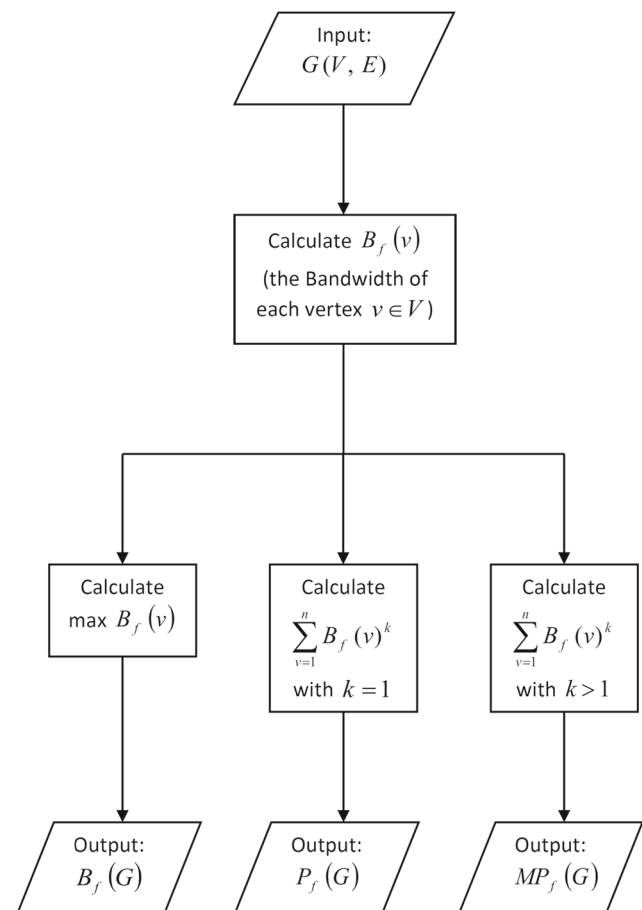 Input:
G(V, E)
Calculate B_f (v)
(the Bandwidth of
each vertex v ∈ V)
Calculate
max B_f (v)
Calculate
∑_{v=1}^{n} B_f (v)^k
with k = 1
Calculate
∑_{v=1}^{n} B_f (v)^k
with k > 1
Output:
B_f (G)
Output:
P_f (G)
Output:
MP_f (G)